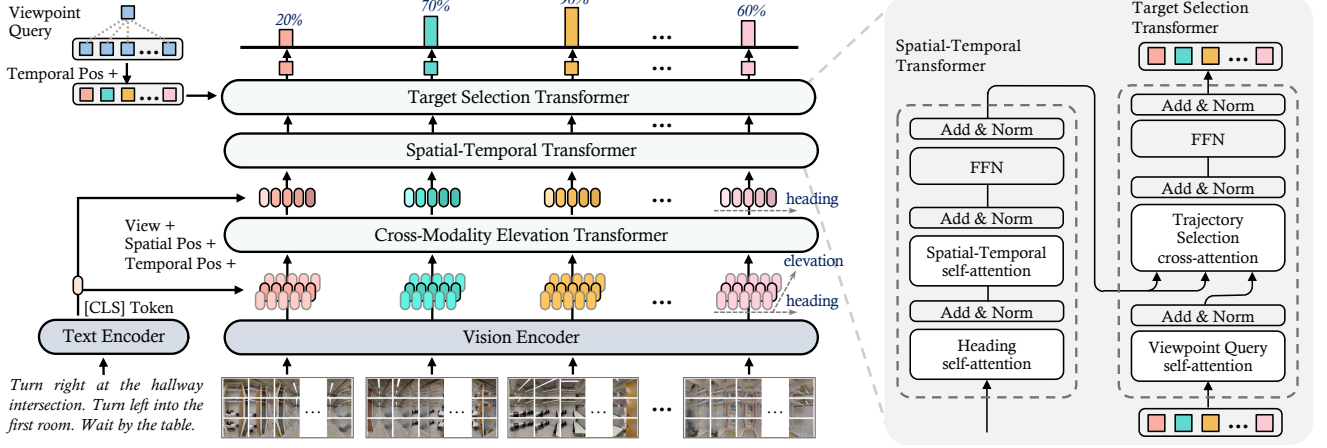 Viewpoint
Query
Temporal Pos +
20%
70%
90%
...
60%
Target Selection Transformer
...
Spatial-Temporal Transformer
...
heading
View +
Spatial Pos +
Temporal Pos +
Cross-Modality Elevation Transformer
elevation
...
heading
[CLS] Token
Text Encoder
Vision Encoder
Turn right at the hallway
intersection. Turn left into the
first room. Wait by the table.
...
Spatial-Temporal
Transformer
Add & Norm
FFN
Add & Norm
Spatial-Temporal
self-attention
Add & Norm
Heading
self-attention
Target Selection
Transformer
Add & Norm
FFN
Add & Norm
Trajectory
Selection
cross-attention
Add & Norm
Viewpoint Query
self-attention